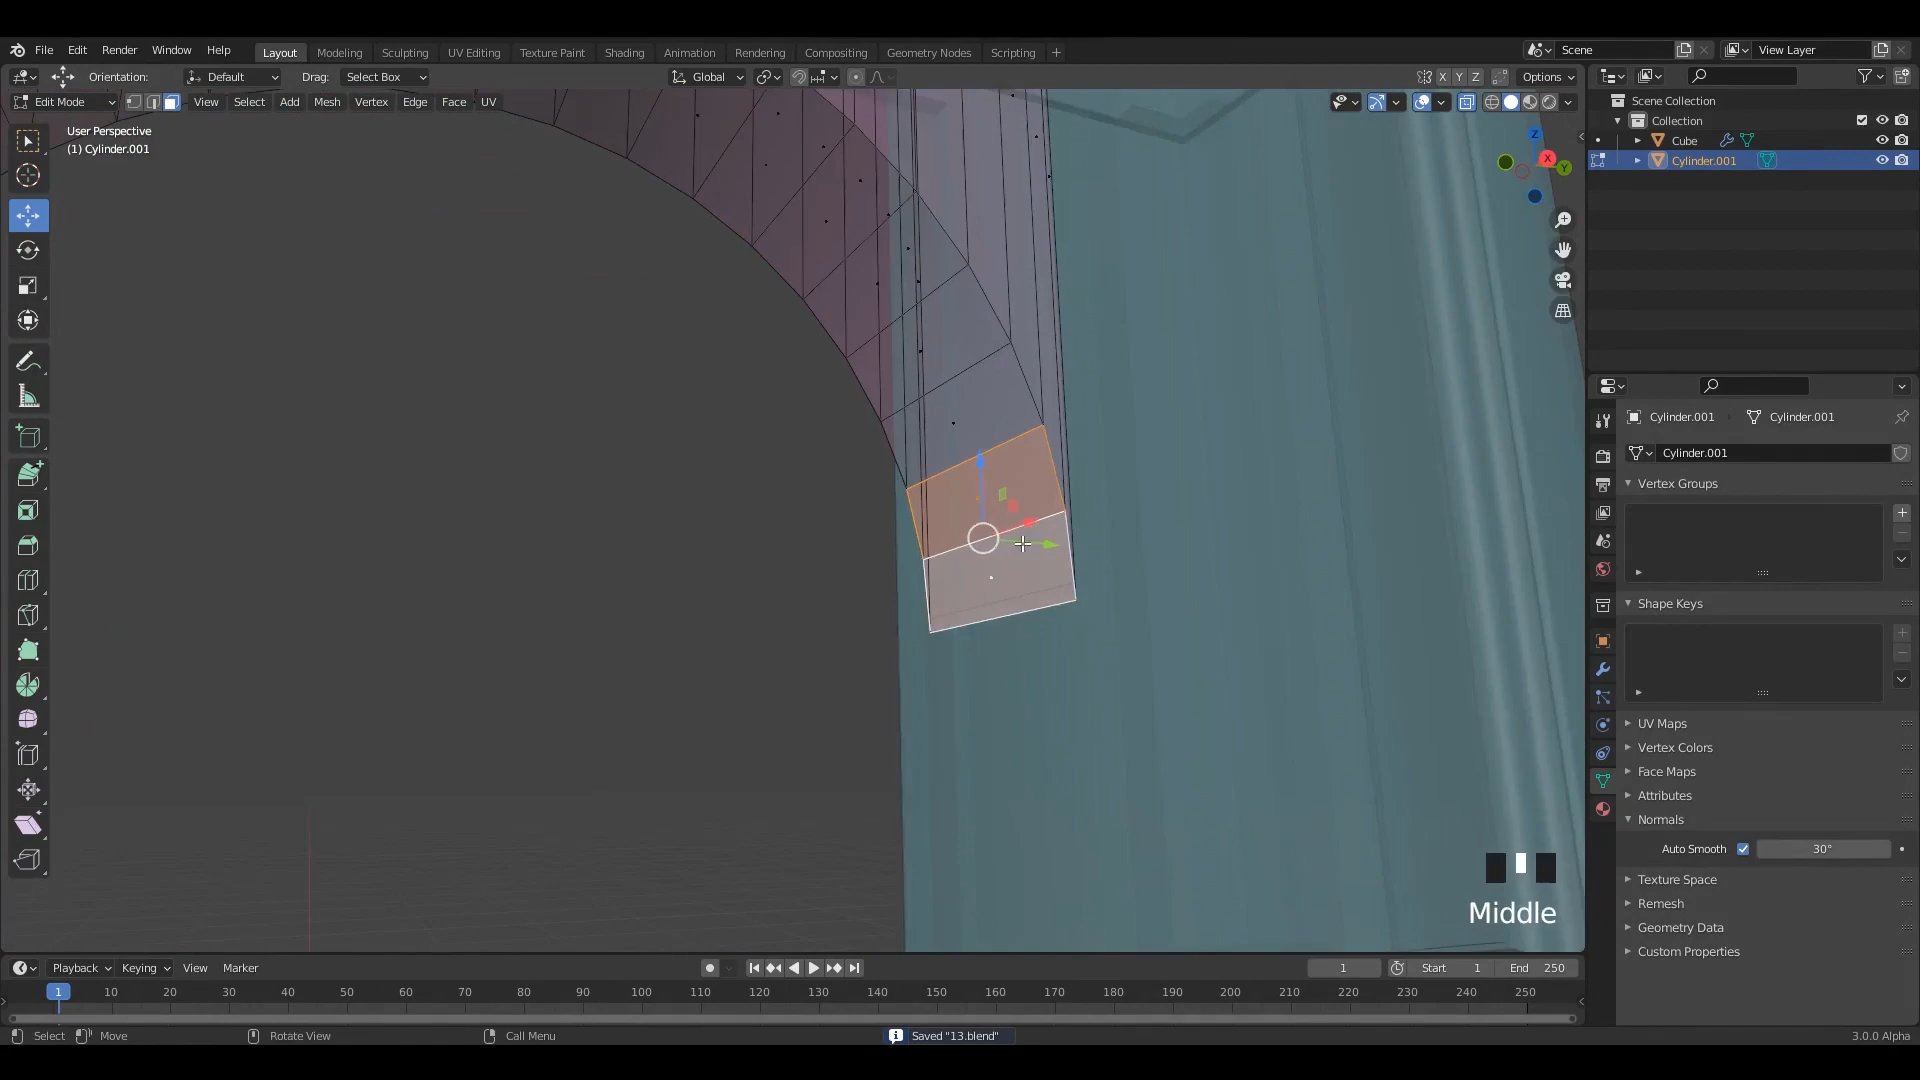 File Edit Render Window Help Layout Modeling Sculpting UV Editing Texture Paint Shading Animation Rendering Compositing Geometry Nodes Scripting + Scene View Layer
Orientation: Default Drag: Select Box Global X Y Z Options
Edit Mode View Select Add Mesh Vertex Edge Face UV
User Perspective
(1) Cylinder.001
Z
X
Y
Scene Collection
Collection
Cube
Cylinder.001
Cylinder.001 Cylinder.001
Cylinder.001
Vertex Groups
Shape Keys
UV Maps
Vertex Colors
Face Maps
Attributes
Normals
Auto Smooth 30°
Texture Space
Remesh
Geometry Data
Custom Properties
Middle
Playback Keying View Marker 1 Start 1 End 250
1 10 20 30 40 50 60 70 80 90 100 110 120 130 140 150 160 170 180 190 200 210 220 230 240 250
Select Move Rotate View Call Menu Saved "13.blend" 3.0.0 Alpha